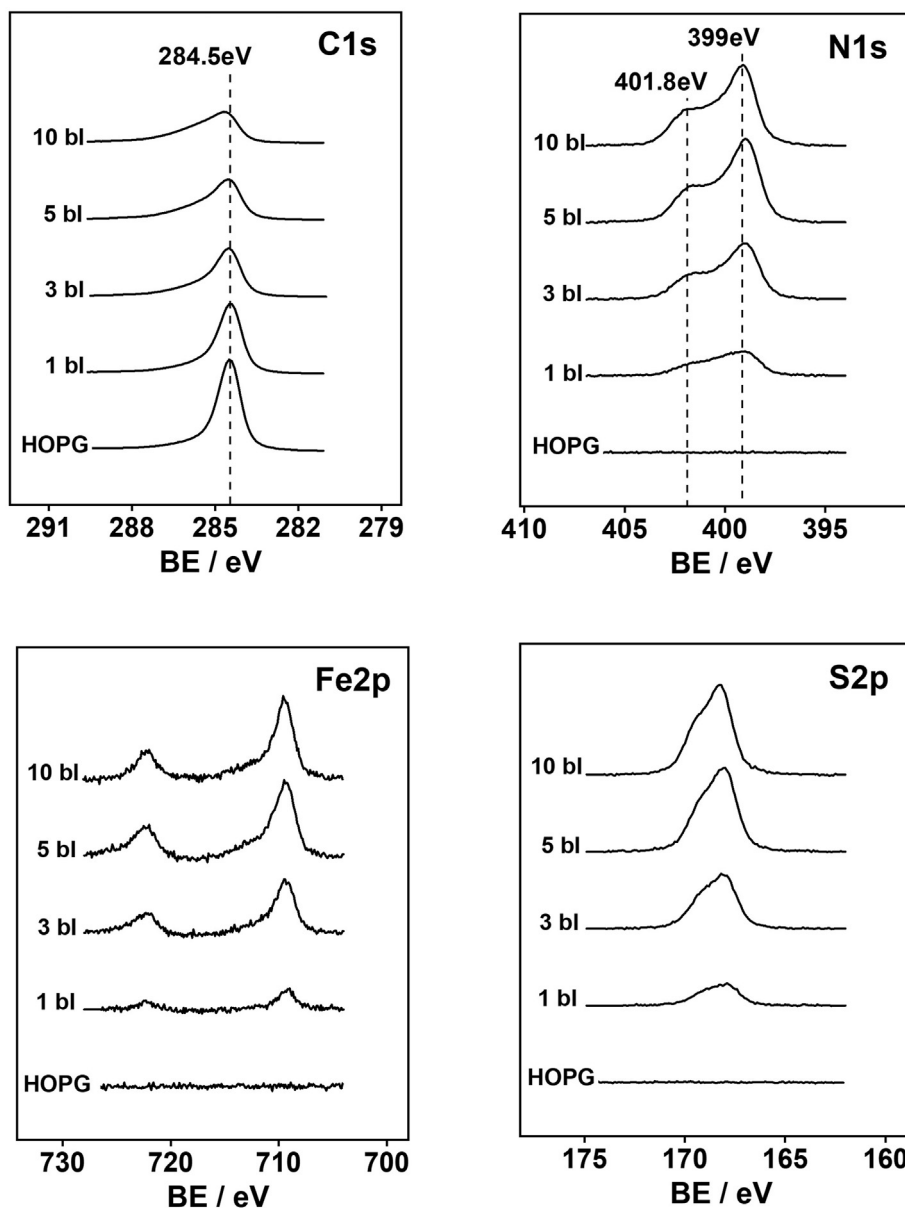 C1s
284.5eV
10 bl
5 bl
3 bl
1 bl
HOPG
291 288 285 282 279
BE / eV
N1s
399eV
401.8eV
10 bl
5 bl
3 bl
1 bl
HOPG
410 405 400 395
BE / eV
Fe2p
10 bl
5 bl
3 bl
1 bl
HOPG
730 720 710 700
BE / eV
S2p
10 bl
5 bl
3 bl
1 bl
HOPG
175 170 165 160
BE / eV